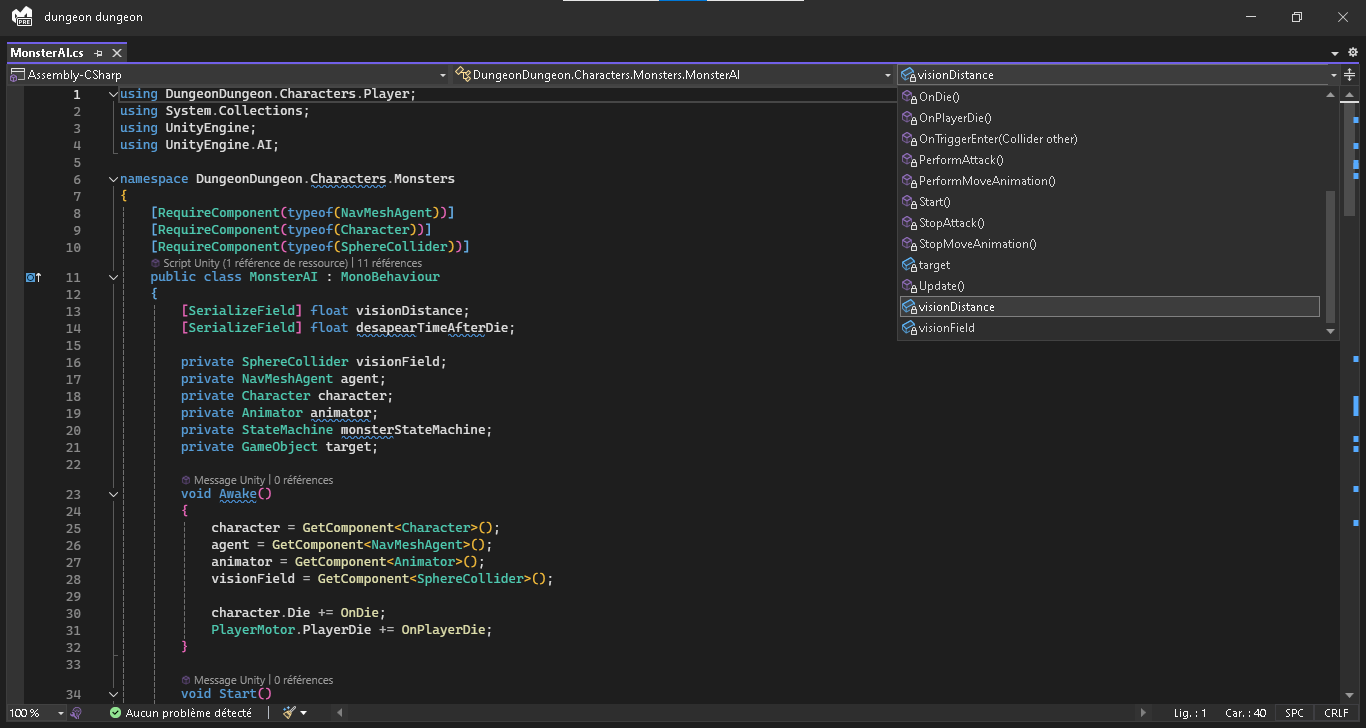 PRE dungeon dungeon
MonsterAI.cs
Assembly-CSharp DungeonDungeon.Characters.Monsters.MonsterAI visionDistance
OnDie()
OnPlayerDie()
OnTriggerEnter(Collider other)
PerformAttack()
PerformMoveAnimation()
Start()
StopAttack()
StopMoveAnimation()
target
Update()
visionDistance
visionField
1 using DungeonDungeon.Characters.Player;
2 using System.Collections;
3 using UnityEngine;
4 using UnityEngine.AI;
5
6 namespace DungeonDungeon.Characters.Monsters
7 {
8 [RequireComponent(typeof(NavMeshAgent))]
9 [RequireComponent(typeof(Character))]
10 [RequireComponent(typeof(SphereCollider))]
Script Unity (1 référence de ressource) | 11 références
11 public class MonsterAI : MonoBehaviour
12 {
13 [SerializeField] float visionDistance;
14 [SerializeField] float desapearTimeAfterDie;
15
16 private SphereCollider visionField;
17 private NavMeshAgent agent;
18 private Character character;
19 private Animator animator;
20 private StateMachine monsterStateMachine;
21 private GameObject target;
22
Message Unity | 0 références
23 void Awake()
24 {
25 character = GetComponent<Character>();
26 agent = GetComponent<NavMeshAgent>();
27 animator = GetComponent<Animator>();
28 visionField = GetComponent<SphereCollider>();
29
30 character.Die += OnDie;
31 PlayerMotor.PlayerDie += OnPlayerDie;
32 }
33
Message Unity | 0 références
34 void Start()
100 % Aucun problème détecté | Lig. : 1 Car. : 40 SPC CRLF